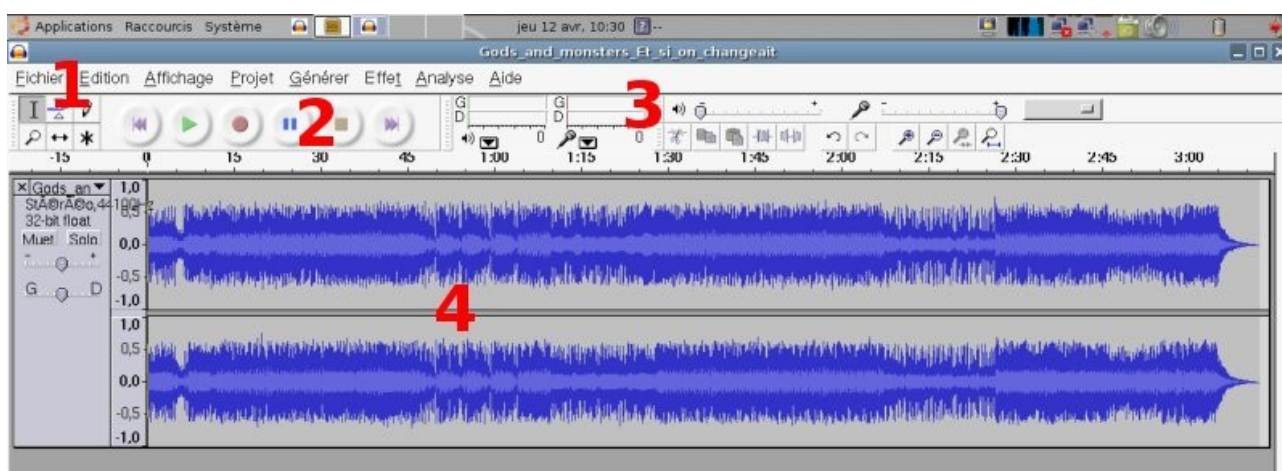 Applications Raccourcis Système jeu 12 avr, 10:30 ? --
Gods_and_monsters_Et_si_on_changeait
Fichier Edition Affichage Projet Générer Effet Analyse Aide
1 2 3
G D 0 G D 0 - + -
-15 0 15 30 45 1:00 1:15 1:30 1:45 2:00 2:15 2:30 2:45 3:00
Gods_an 1,0
StÃ©rÃ©o, 44100Hz 0,5
32-bit float
Muet Solo 0,0
- +
-0,5
G D
-1,0
4
1,0
0,5
0,0
-0,5
-1,0